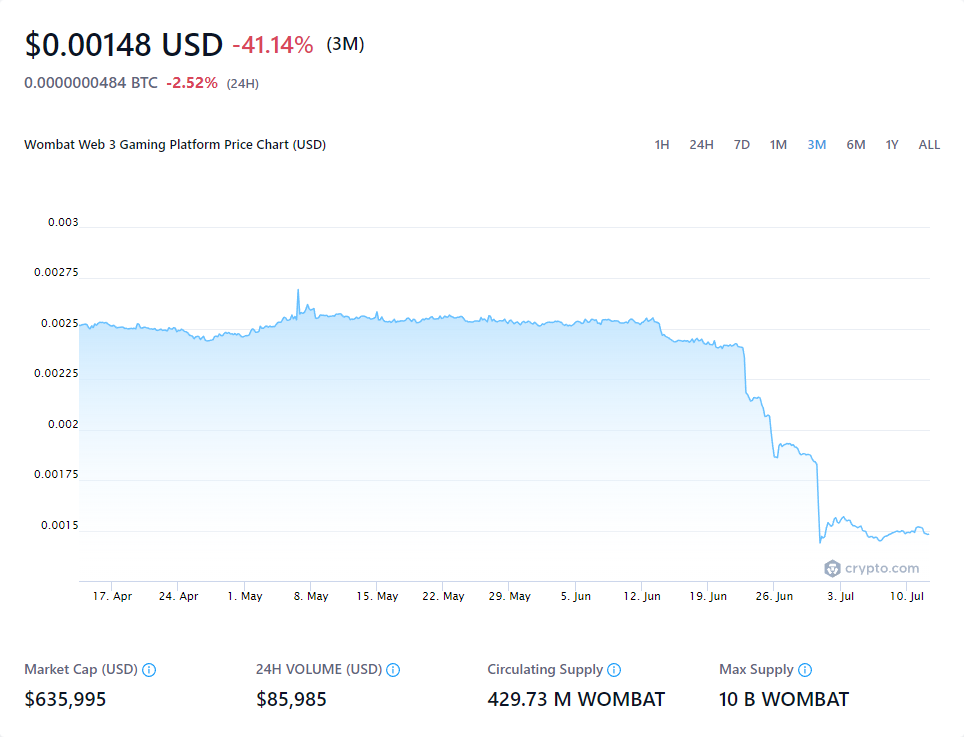 $0.00148 USD -41.14% (3M)
0.0000000484 BTC -2.52% (24H)
Wombat Web 3 Gaming Platform Price Chart (USD) 1H 24H 7D 1M 3M 6M 1Y ALL
0.003
0.00275
0.0025
0.00225
0.002
0.00175
0.0015
crypto.com
17. Apr 24. Apr 1. May 8. May 15. May 22. May 29. May 5. Jun 12. Jun 19. Jun 26. Jun 3. Jul 10. Jul
Market Cap (USD) 24H VOLUME (USD) Circulating Supply Max Supply
$635,995 $85,985 429.73 M WOMBAT 10 B WOMBAT